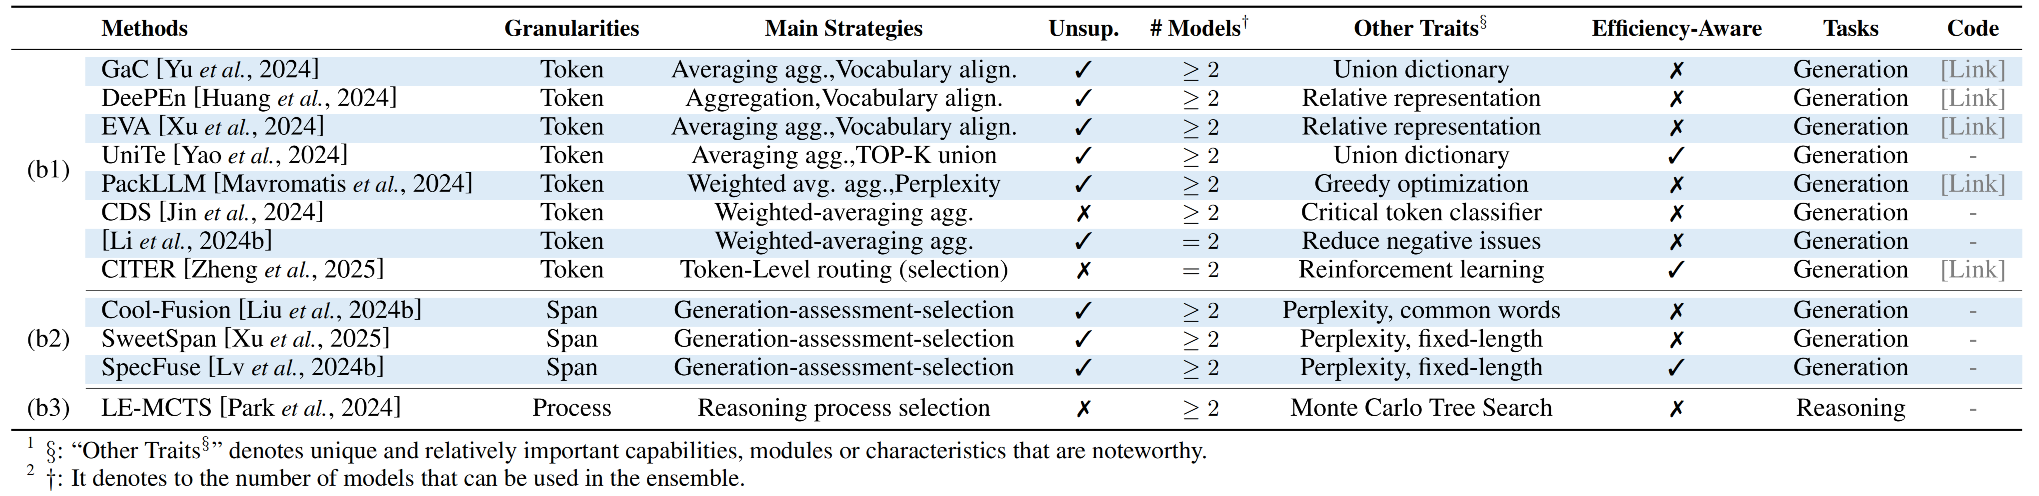 Methods Granularities Main Strategies Unsup. # Models† Other Traits§ Efficiency-Aware Tasks Code
GaC [Yu et al., 2024] Token Averaging agg.,Vocabulary align. ✓ ≥ 2 Union dictionary ✗ Generation [Link]
DeePEn [Huang et al., 2024] Token Aggregation,Vocabulary align. ✓ ≥ 2 Relative representation ✗ Generation [Link]
EVA [Xu et al., 2024] Token Averaging agg.,Vocabulary align. ✓ ≥ 2 Relative representation ✗ Generation [Link]
UniTe [Yao et al., 2024] Token Averaging agg.,TOP-K union ✓ ≥ 2 Union dictionary ✓ Generation -
(b1)
PackLLM [Mavromatis et al., 2024] Token Weighted avg. agg.,Perplexity ✓ ≥ 2 Greedy optimization ✗ Generation [Link]
CDS [Jin et al., 2024] Token Weighted-averaging agg. ✗ ≥ 2 Critical token classifier ✗ Generation -
[Li et al., 2024b] Token Weighted-averaging agg. ✓ = 2 Reduce negative issues ✗ Generation -
CITER [Zheng et al., 2025] Token Token-Level routing (selection) ✗ = 2 Reinforcement learning ✓ Generation [Link]
Cool-Fusion [Liu et al., 2024b] Span Generation-assessment-selection ✓ ≥ 2 Perplexity, common words ✗ Generation -
(b2) SweetSpan [Xu et al., 2025] Span Generation-assessment-selection ✓ ≥ 2 Perplexity, fixed-length ✗ Generation -
SpecFuse [Lv et al., 2024b] Span Generation-assessment-selection ✓ ≥ 2 Perplexity, fixed-length ✓ Generation -
(b3) LE-MCTS [Park et al., 2024] Process Reasoning process selection ✗ ≥ 2 Monte Carlo Tree Search ✗ Reasoning -
1 §: “Other Traits§” denotes unique and relatively important capabilities, modules or characteristics that are noteworthy.
2 †: It denotes to the number of models that can be used in the ensemble.